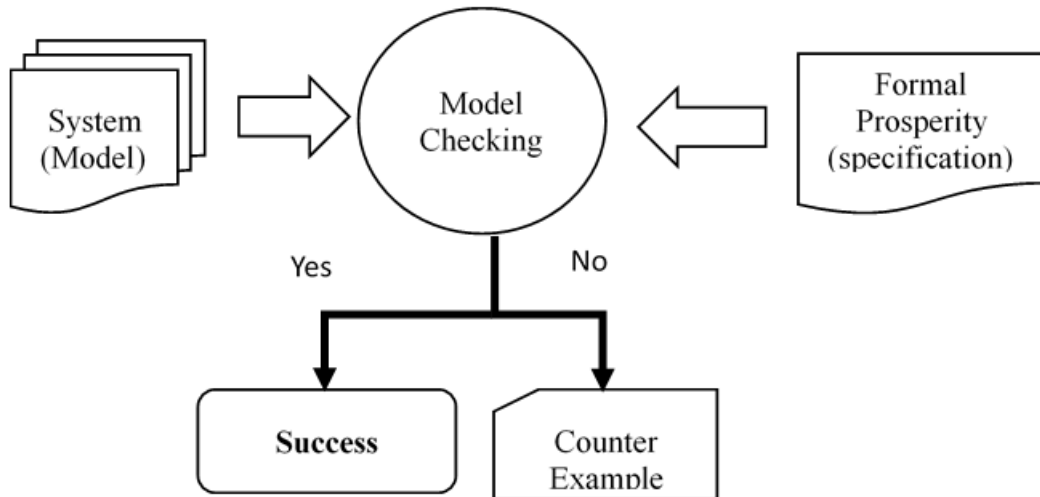 System
(Model)
Model
Checking
Formal
Prosperity
(specification)
Yes
No
Success
Counter
Example